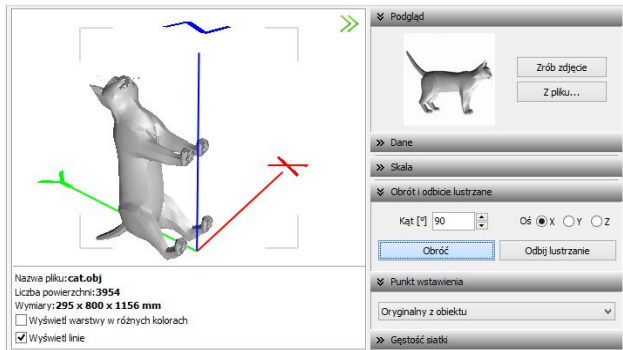 Podgląd
Zrób zdjęcie
Z pliku...
Dane
Skala
Obrót i odbicie lustrzane
Kąt [°] 90 Oś X Y Z
Obróć Odbij lustrzanie
Punkt wstawienia
Oryginalny z obiektu
Gęstość siatki
X
Y
Z
Nazwa pliku:cat.obj
Liczba powierzchni:3954
Wymiary:295 x 800 x 1156 mm
Wyświetl warstwy w różnych kolorach
Wyświetl linie